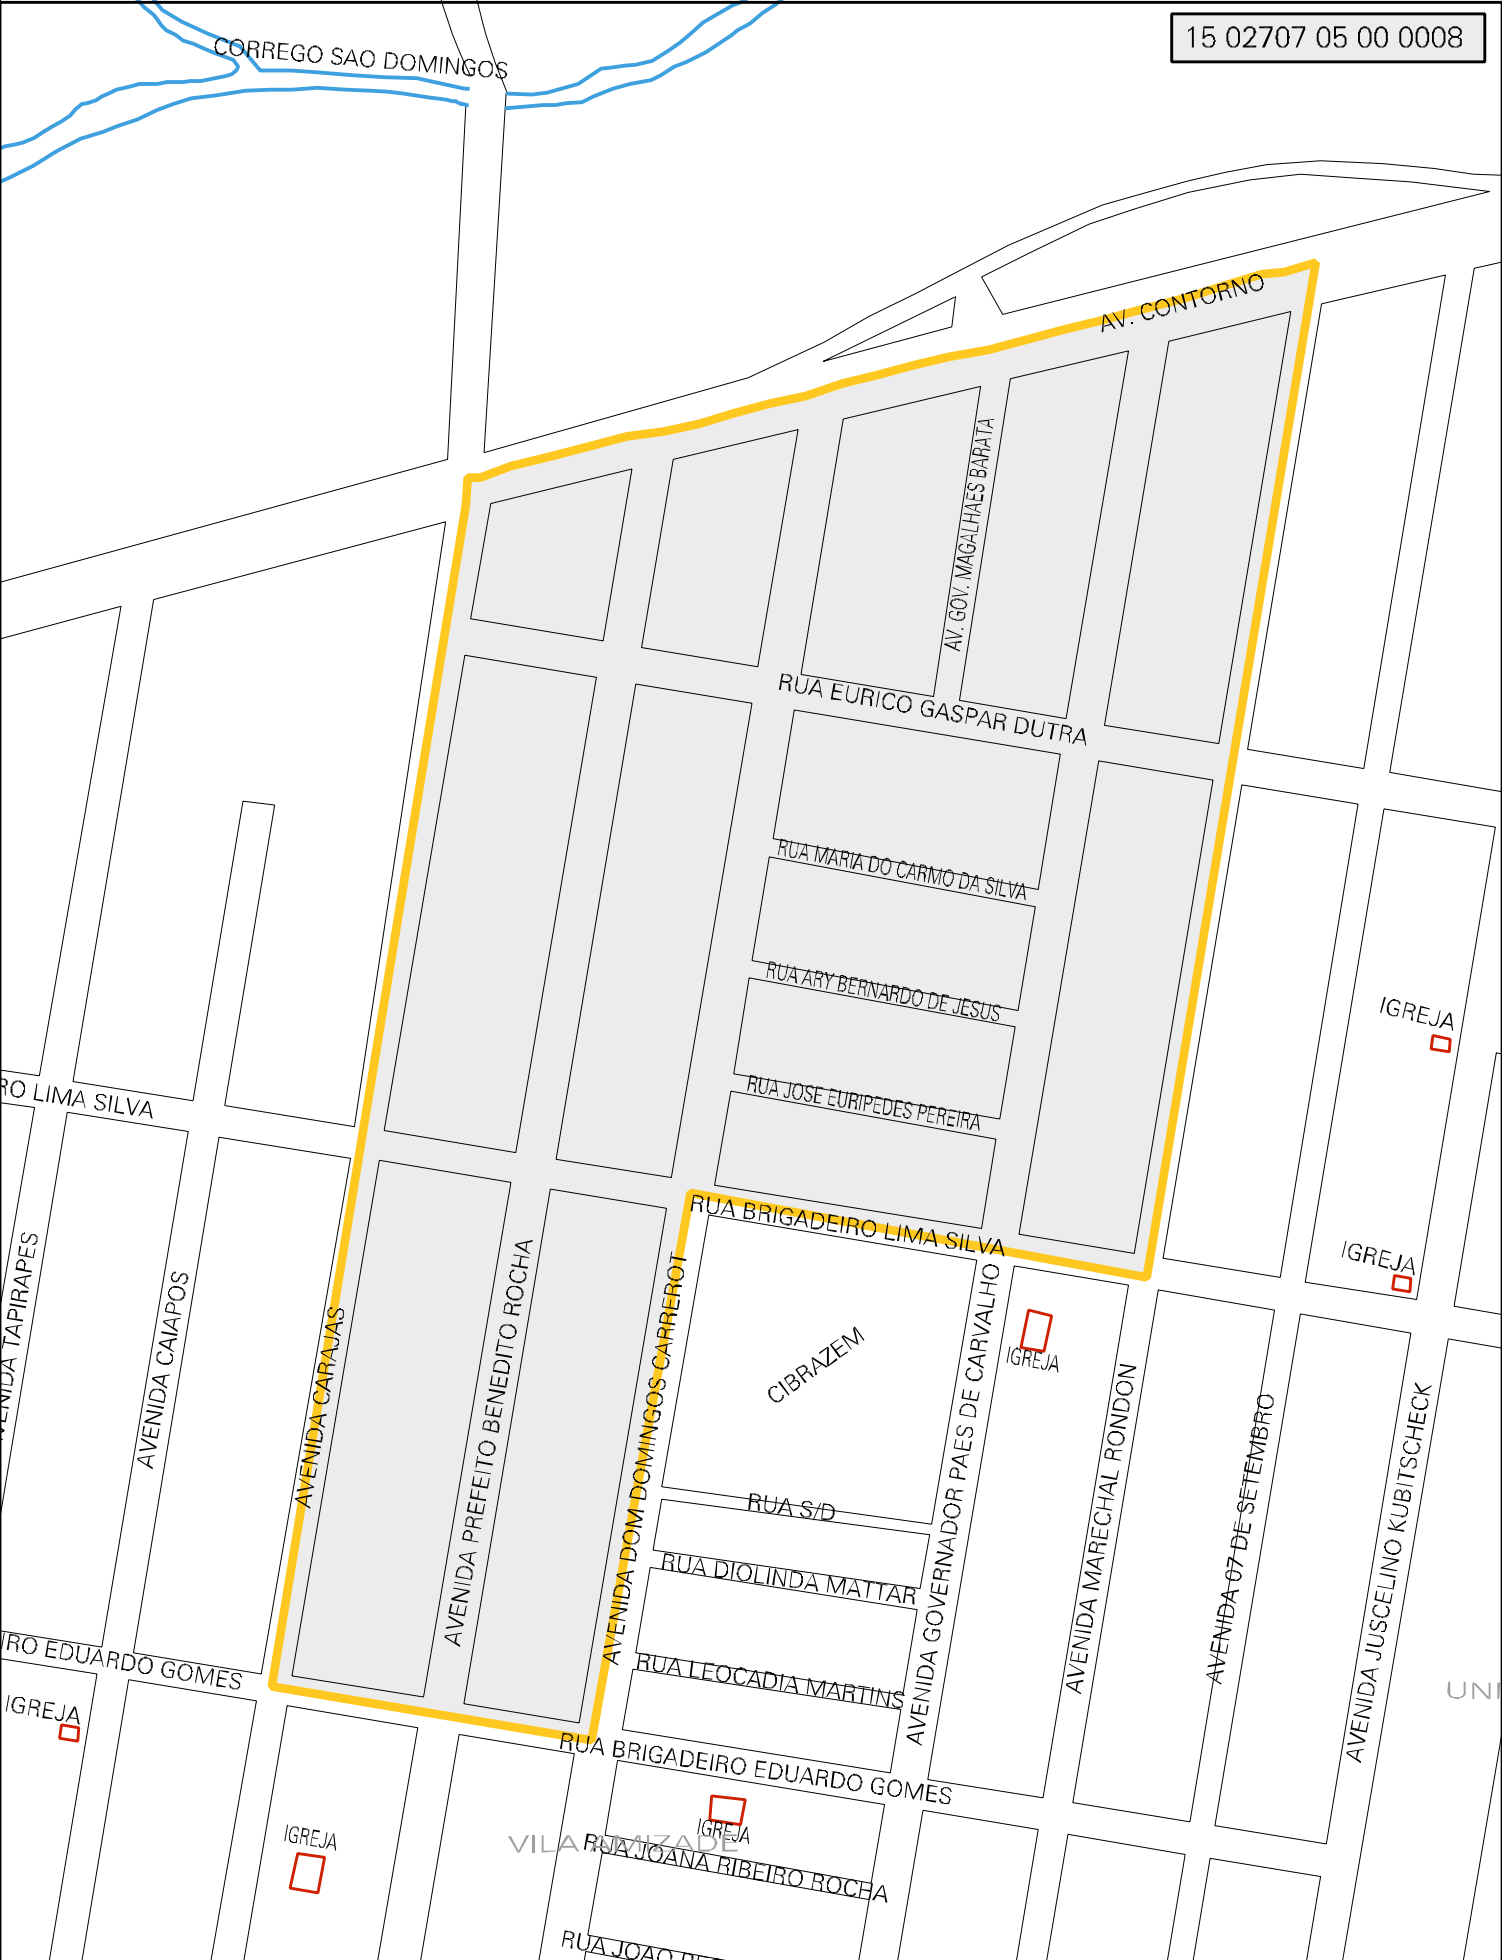 15 02707 05 00 0008
CORREGO SAO DOMINGOS
AV. CONTORNO
AV. GOV. MAGALHAES BARATA
RUA EURICO GASPAR DUTRA
RUA MARIA DO CARMO DA SILVA
RUA ARY BERNARDO DE JESUS
IGREJA
RUA JOSE EURIPEDES PEREIRA
RO LIMA SILVA
RUA BRIGADEIRO LIMA SILVA
IGREJA
IGREJA
CIBRAZEM
AVENIDA CAIAPOS
AVENIDA CARAJAS
AVENIDA PREFEITO BENEDITO ROCHA
AVENIDA DOM DOMINGOS CARREROT
AVENIDA GOVERNADOR PAES DE CARVALHO
AVENIDA MARECHAL RONDON
AVENIDA 07 DE SETEMBRO
AVENIDA JUSCELINO KUBITSCHECK
TAPIRAPES
RUA S/D
RUA DIOLINDA MATTAR
RUA LEOCADIA MARTINS
IRO EDUARDO GOMES
IGREJA
UNI
RUA BRIGADEIRO EDUARDO GOMES
IGREJA
IGREJA
VILA AMIZADE
RUA JOANA RIBEIRO ROCHA
RUA JOAO